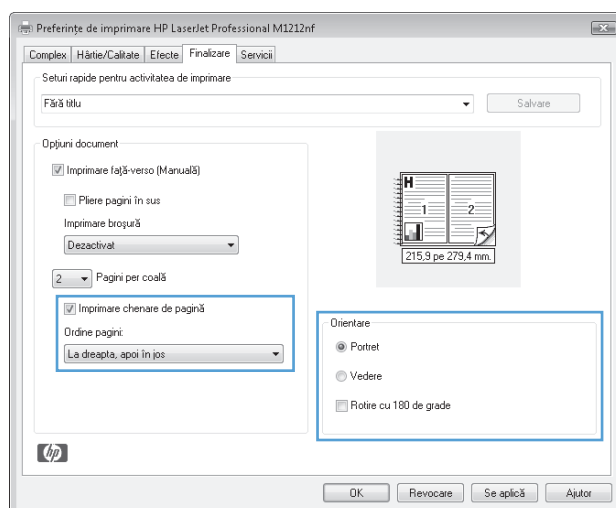 Preferințe de imprimare HP LaserJet Professional M1212nf
Complex Hârtie/Calitate Efecte Finalizare Servicii
Seturi rapide pentru activitatea de imprimare
Fără titlu
Salvare
Opțiuni document
Imprimare față-verso (Manuală)
Pliere pagini în sus
Imprimare broșură
Dezactivat
2 Pagini per coală
Imprimare chenare de pagină
Ordine pagini:
La dreapta, apoi în jos
H
1 2
215,9 pe 279,4 mm.
Orientare
Portret
Vedere
Rotire cu 180 de grade
hp
OK Revocare Se aplică Ajutor